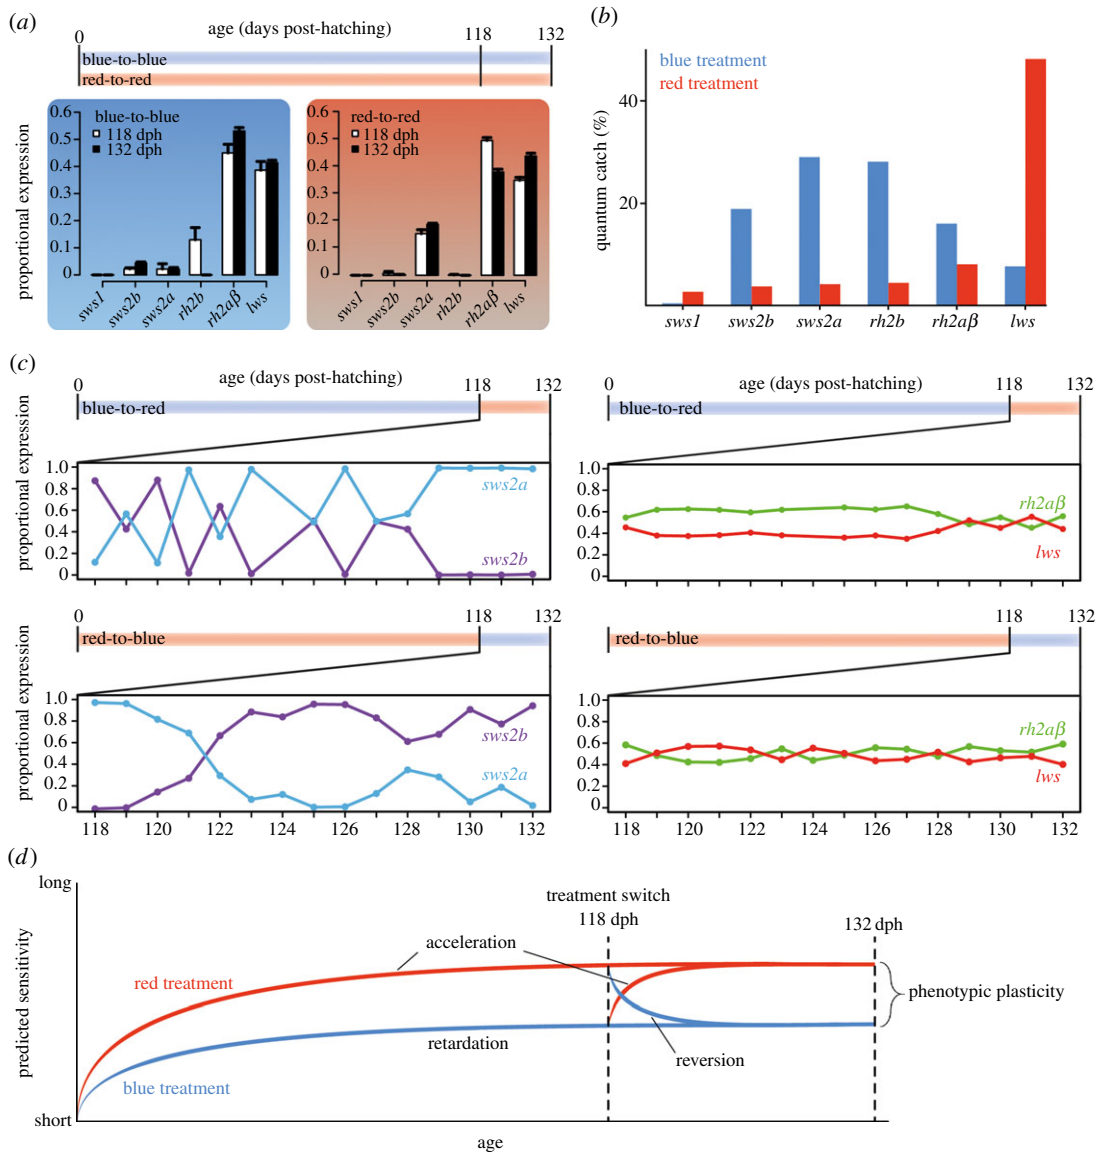 (a)
age (days post-hatching)
0 118 132
blue-to-blue
red-to-red
proportional expression
0.6
0.5
0.4
0.3
0.2
0.1
0
blue-to-blue
118 dph
132 dph
sws1 sws2b sws2a rh2b rh2aβ lws
0.6
0.5
0.4
0.3
0.2
0.1
0
red-to-red
118 dph
132 dph
sws1 sws2b sws2a rh2b rh2aβ lws
(b)
blue treatment
red treatment
quantum catch (%)
40
20
sws1 sws2b sws2a rh2b rh2aβ lws
(c)
age (days post-hatching)
0 118 132
blue-to-red
proportional expression
1.0
0.8
0.6
0.4
0.2
0
sws2a
sws2b
age (days post-hatching)
0 118 132
blue-to-red
1.0
0.8
0.6
0.4
0.2
0
rh2aβ
lws
0 118 132
red-to-blue
proportional expression
1.0
0.8
0.6
0.4
0.2
0
sws2b
sws2a
118 120 122 124 126 128 130 132
0 118 132
red-to-blue
1.0
0.8
0.6
0.4
0.2
0
rh2aβ
lws
118 120 122 124 126 128 130 132
(d)
predicted sensitivity
long
short
treatment switch
118 dph
132 dph
acceleration
red treatment
phenotypic plasticity
retardation
reversion
blue treatment
age